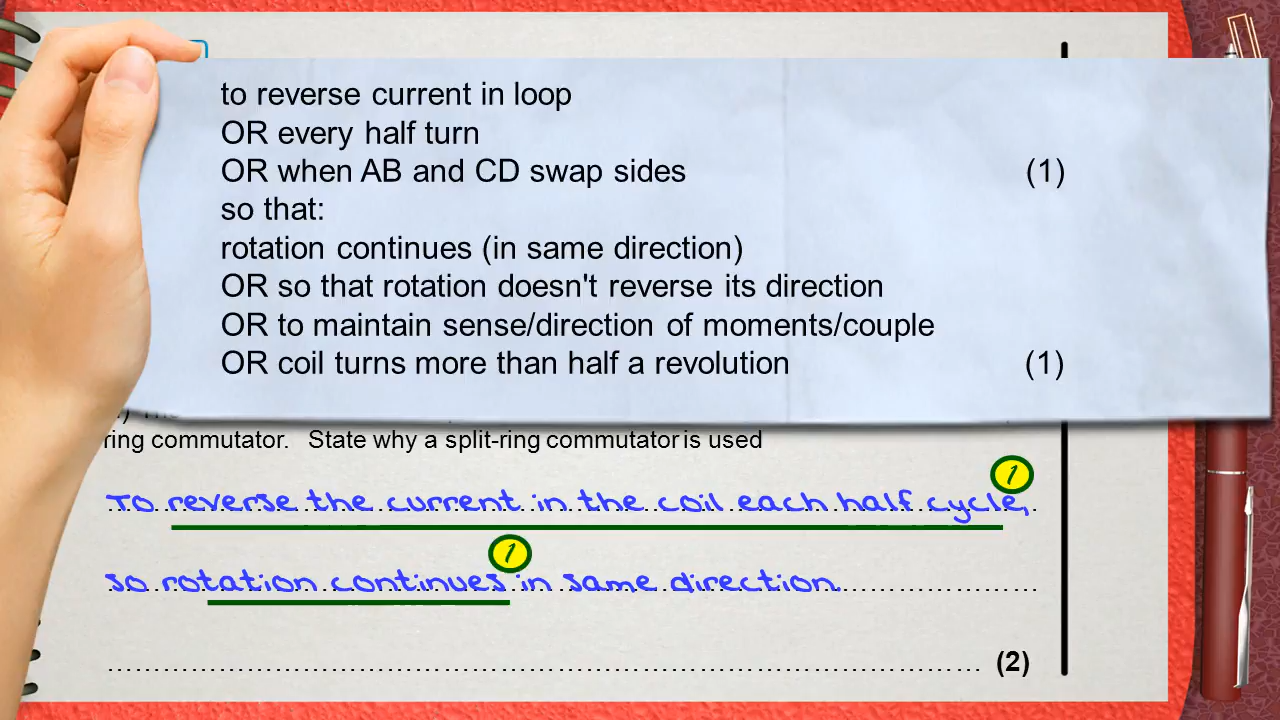 to reverse current in loop
OR every half turn
OR when AB and CD swap sides (1)
so that:
rotation continues (in same direction)
OR so that rotation doesn't reverse its direction
OR to maintain sense/direction of moments/couple
OR coil turns more than half a revolution (1)
ring commutator. State why a split-ring commutator is used
1
To reverse the current in the coil each half cycle,
1
so rotation continues in same direction.
(2)